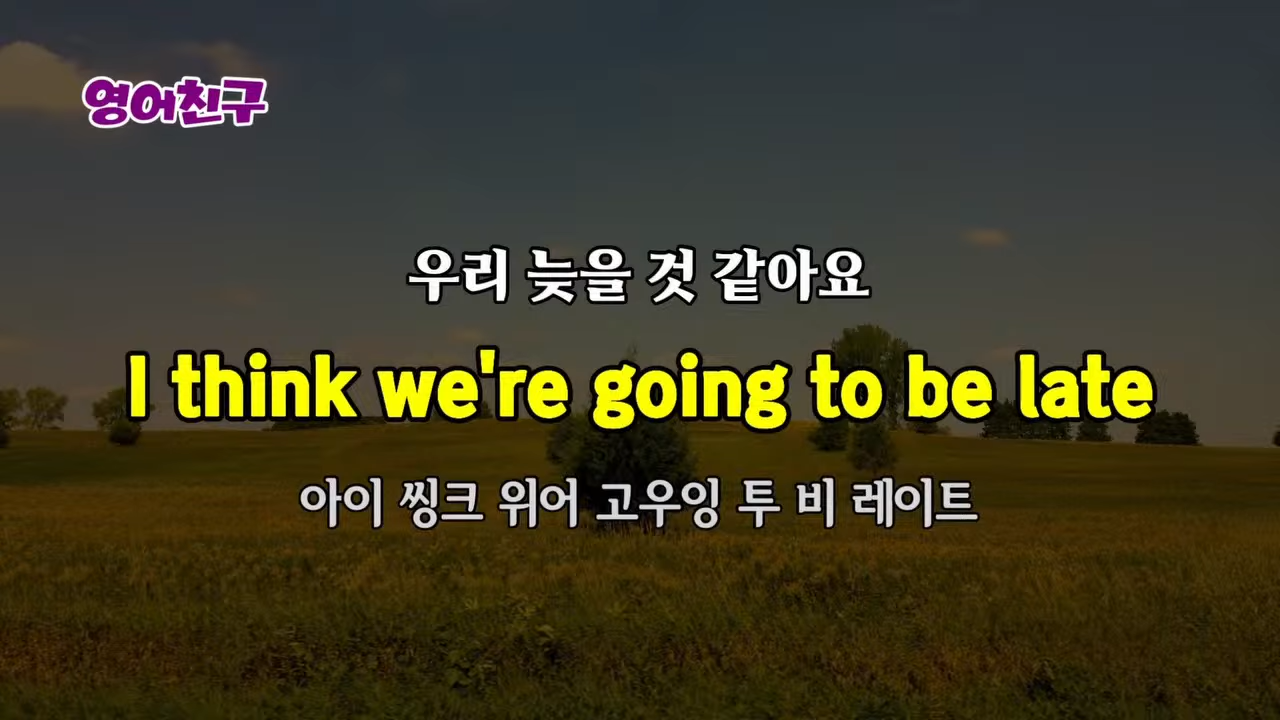 영어친구
우리 늦을 것 같아요
I think we're going to be late
아이 씽크 위어 고우잉 투 비 레이트